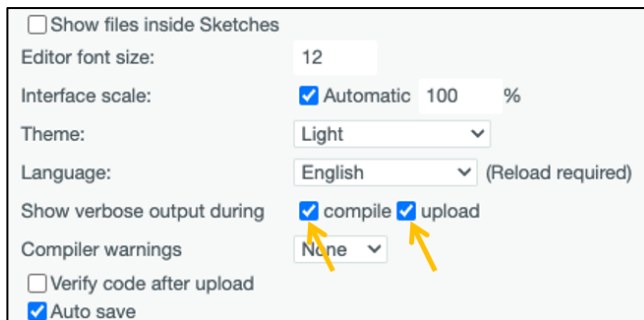 Show files inside Sketches
Editor font size: 12
Interface scale: Automatic 100 %
Theme: Light
Language: English (Reload required)
Show verbose output during compile upload
Compiler warnings None
Verify code after upload
Auto save